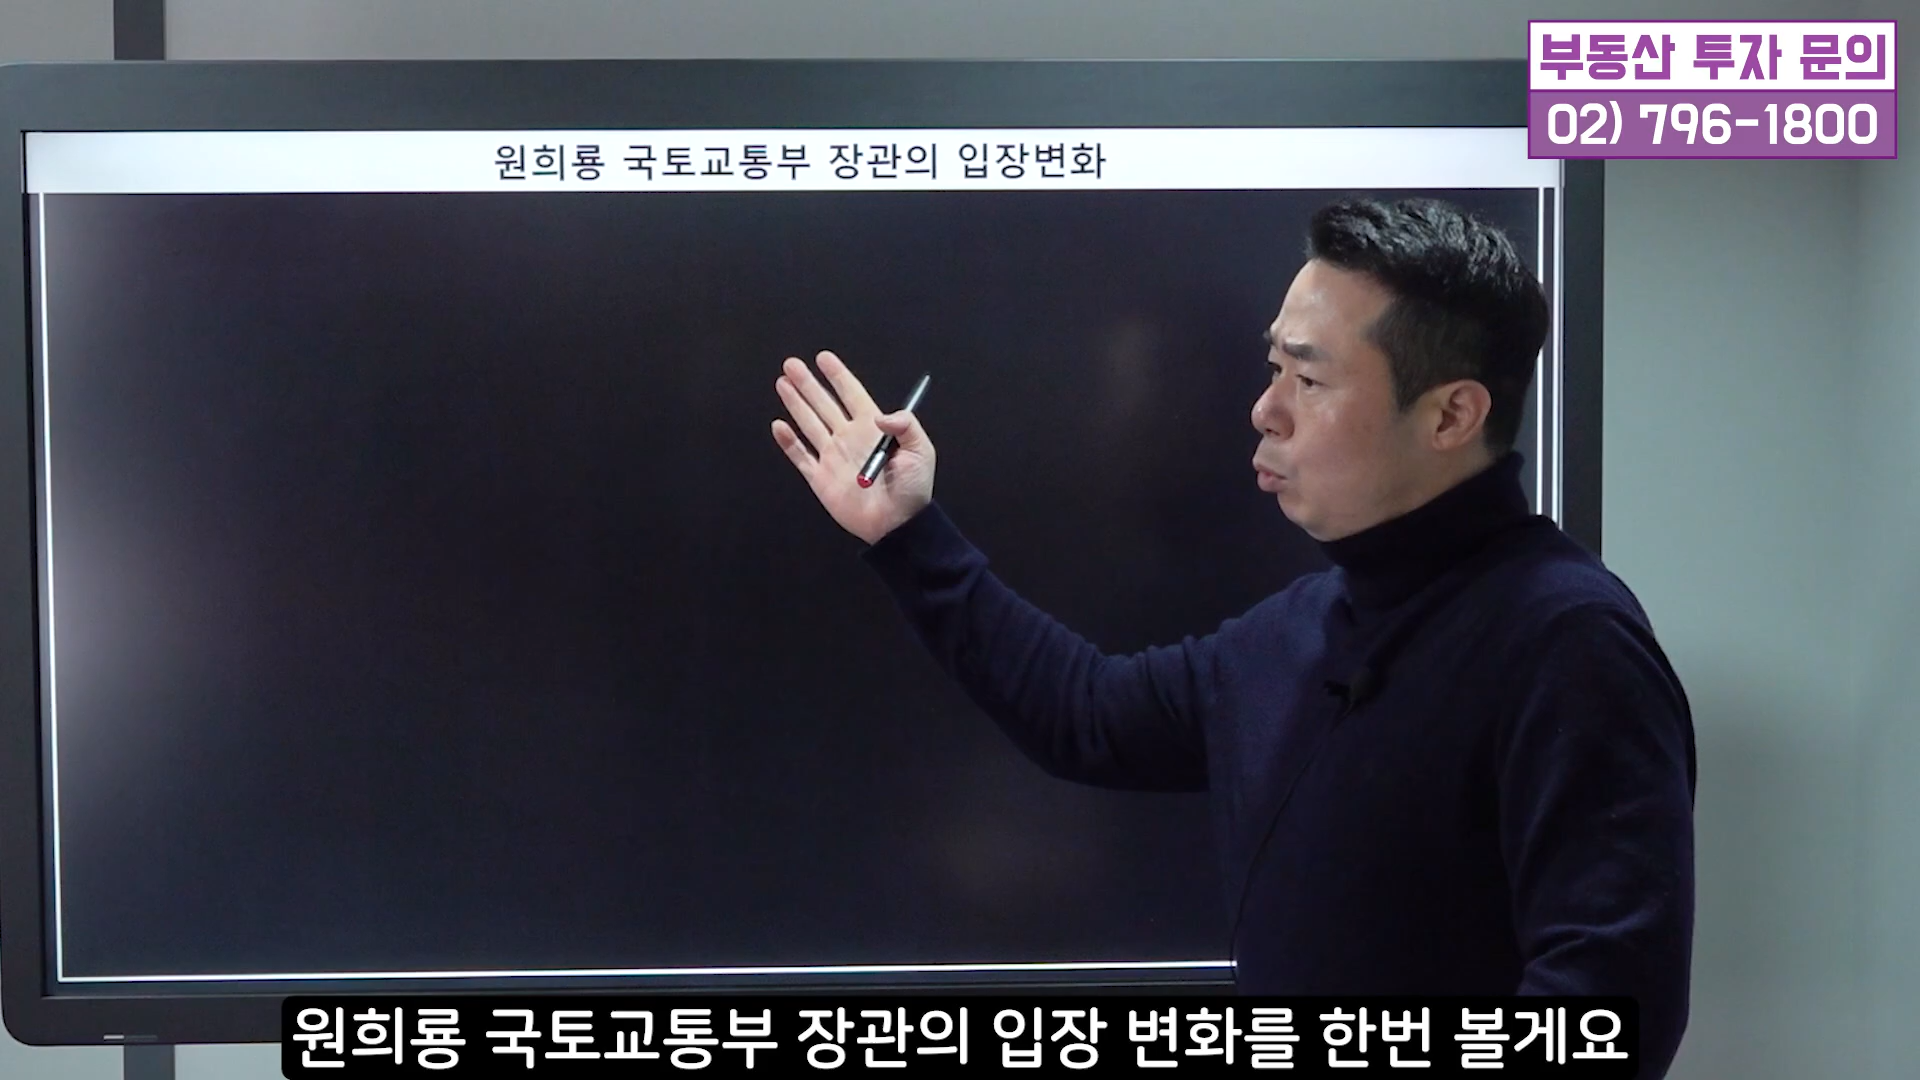 부동산 투자 문의
02) 796-1800
원희룡 국토교통부 장관의 입장변화
원희룡 국토교통부 장관의 입장 변화를 한번 볼게요